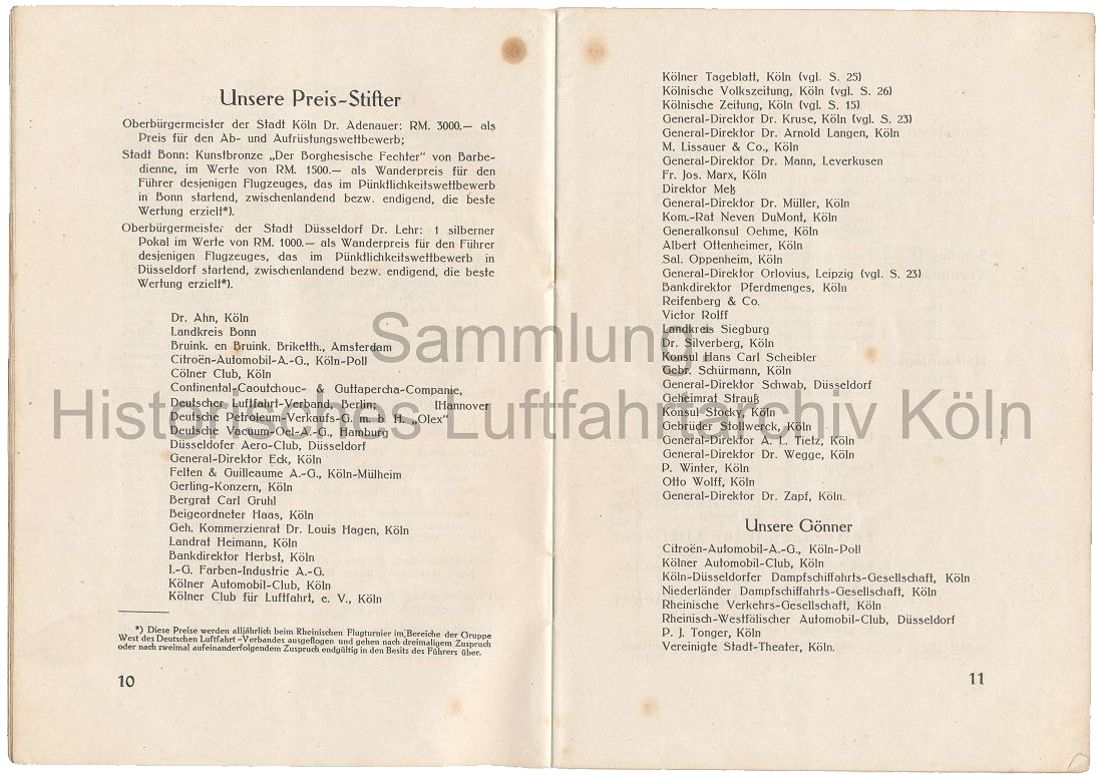 Unsere Preis-Stifter
Oberbürgermeister der Stadt Köln Dr. Adenauer: RM. 3000.— als
Preis für den Ab- und Aufrüstungswettbewerb;
Stadt Bonn: Kunstbronze „Der Borghesische Fechter" von Barbe-
dienne, im Werte von RM. 1500.— als Wanderpreis für den
Führer desjenigen Flugzeuges, das im Pünktlichkeitswettbewerb
in Bonn startend, zwischenlandend bezw. endigend, die beste
Wertung erzielt*).
Oberbürgermeister der Stadt Düsseldorf Dr. Lehr: 1 silberner
Pokal im Werte von RM. 1000.— als Wanderpreis für den Führer
desjenigen Flugzeuges, das im Pünktlichkeitswettbewerb in
Düsseldorf startend, zwischenlandend bezw. endigend, die beste
Wertung erzielt*).
Dr. Ahn, Köln
Landkreis Bonn
Bruink. en Bruink. Briketth., Amsterdam
Citroën-Automobil-A.-G., Köln-Poll
Cölner Club, Köln
Continental-Caoutchouc- & Guttapercha-Companie,
Deutscher Luftfahrt-Verband, Berlin [Hannover
Deutsche Petroleum-Verkaufs-G. m. b H. „Olex"
Deutsche Vacuum-Oel-A.-G., Hamburg
Düsseldofer Aero-Club, Düsseldorf
General-Direktor Eck, Köln
Felten & Guilleaume A.-G., Köln-Mülheim
Gerling-Konzern, Köln
Bergrat Carl Gruhl
Beigeordneter Haas, Köln
Geh. Kommerzienrat Dr. Louis Hagen, Köln
Landrat Heimann, Köln
Bankdirektor Herbst, Köln
I.-G. Farben-Industrie A.-G.
Kölner Automobil-Club, Köln
Kölner Club für Luftfahrt, e. V., Köln
*) Diese Preise werden alljährlich beim Rheinischen Flugturnier im Bereiche der Gruppe
West des Deutschen Luftfahrt-Verbandes ausgeflogen und gehen nach dreimaligem Zuspruch
oder nach zweimal aufeinanderfolgendem Zuspruch endgültig in den Besitz des Führers über.
10
Kölner Tageblatt, Köln (vgl. S. 25)
Kölnische Volkszeitung, Köln (vgl. S. 26)
Kölnische Zeitung, Köln (vgl. S. 15)
General-Direktor Dr. Kruse, Köln (vgl. S. 23)
General-Direktor Dr. Arnold Langen, Köln
M. Lissauer & Co., Köln
General-Direktor Dr. Mann, Leverkusen
Fr. Jos. Marx, Köln
Direktor Meß
General-Direktor Dr. Müller, Köln
Kom.-Rat Neven DuMont, Köln
Generalkonsul Oehme, Köln
Albert Ottenheimer, Köln
Sal. Oppenheim, Köln
General-Direktor Orlovius, Leipzig (vgl. S. 23)
Bankdirektor Pferdmenges, Köln
Reifenberg & Co.
Victor Rolff
Landkreis Siegburg
Dr. Silverberg, Köln
Konsul Hans Carl Scheibler
Gebr. Schürmann, Köln
General-Direktor Schwab, Düsseldorf
Geheimrat Strauß
Konsul Stocky, Köln
Gebrüder Stollwerck, Köln
General-Direktor A. L. Tietz, Köln
General-Direktor Dr. Wegge, Köln
P. Winter, Köln
Otto Wolff, Köln
General-Direktor Dr. Zapf, Köln.
Unsere Gönner
Citroën-Automobil-A.-G., Köln-Poll
Kölner Automobil-Club, Köln
Köln-Düsseldorfer Dampfschiffahrts-Gesellschaft, Köln
Niederländer Dampfschiffahrts-Gesellschaft, Köln
Rheinische Verkehrs-Gesellschaft, Köln
Rheinisch-Westfälischer Automobil-Club, Düsseldorf
P. J. Tonger, Köln
Vereinigte Stadt-Theater, Köln.
11
Sammlung
Historisches Luftfahrtarchiv Köln